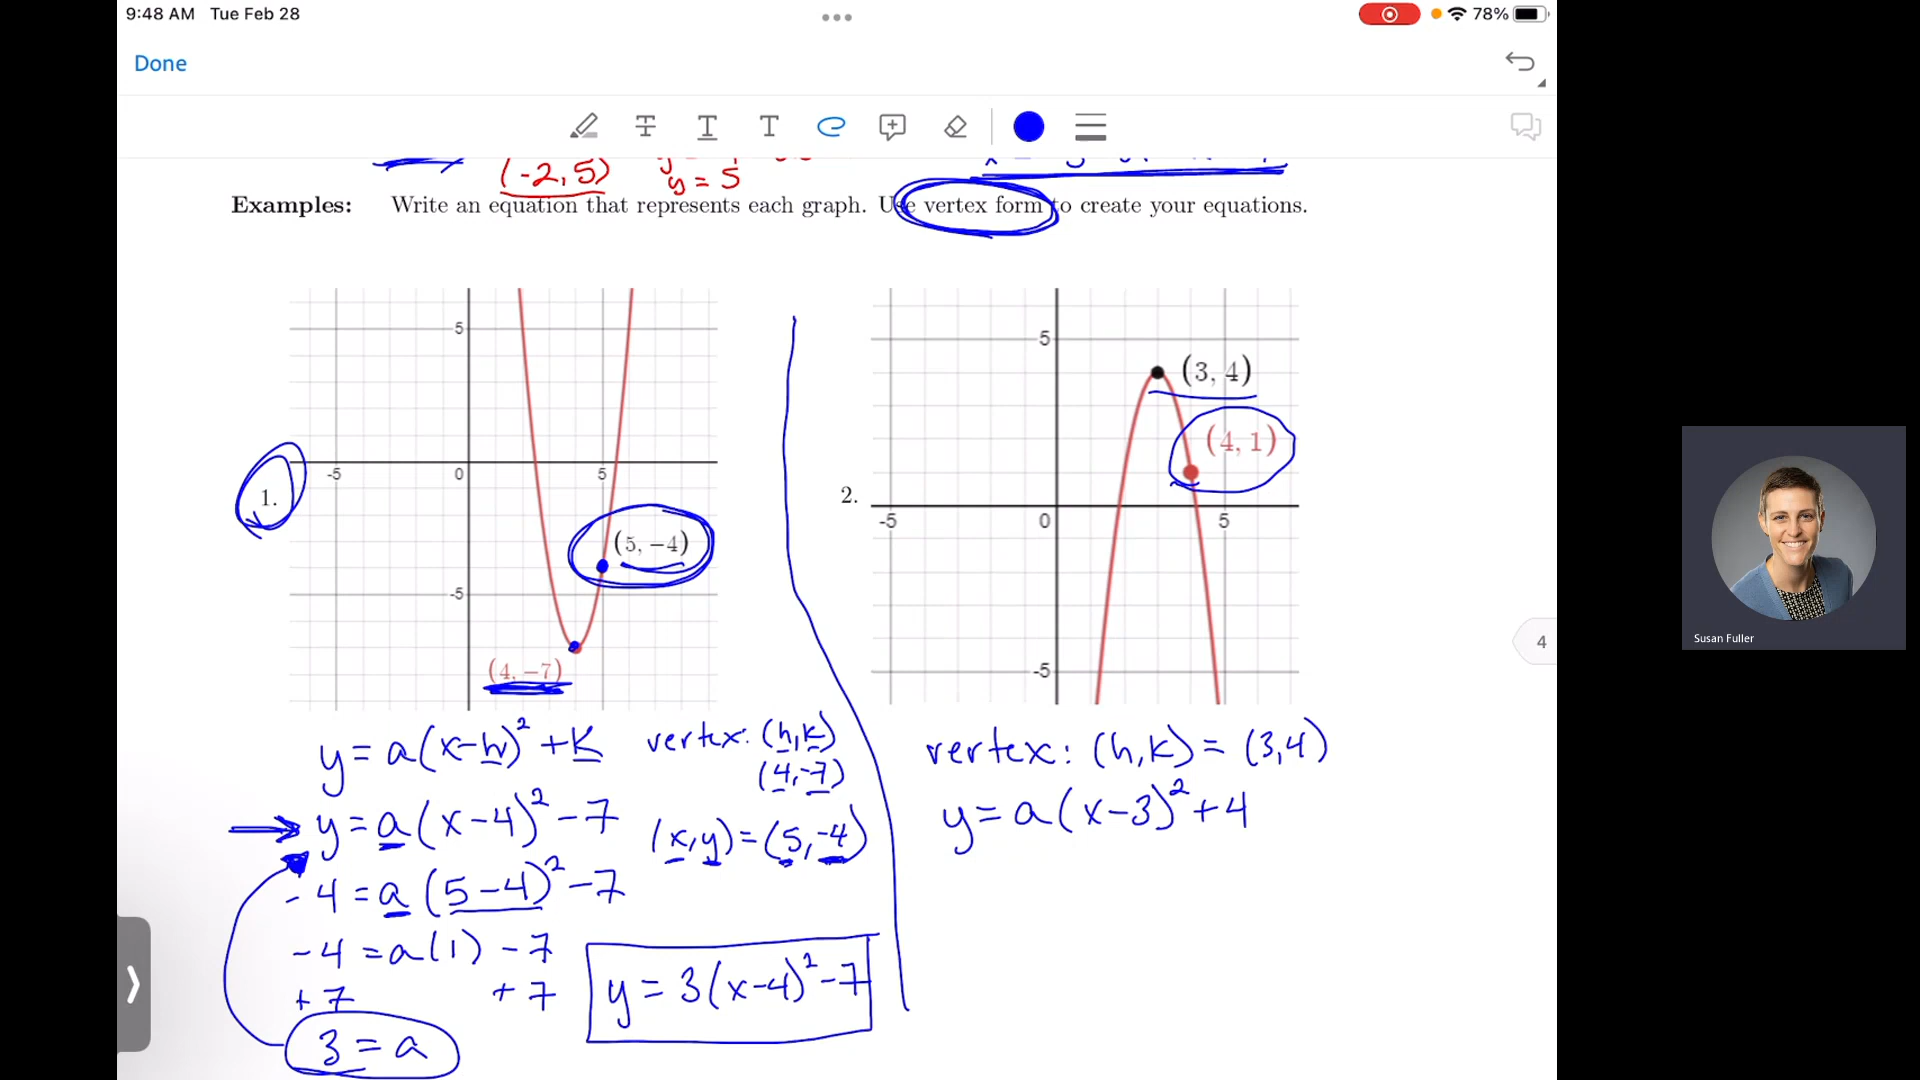 9:48 AM Tue Feb 28
78%
Done
(-2,5)
y = 5
Examples: Write an equation that represents each graph. Use vertex form to create your equations.
1.
5
-5 0 5
-5
(5, −4)
(4, −7)
2.
5
-5 0 5
-5
(3, 4)
(4, 1)
4
y = a(x-h)² + k
vertex: (h,k)
(4,-7)
y = a(x-4)² -7
(x,y) = (5,-4)
-4 = a(5-4)² -7
-4 = a(1) -7
+7 +7
3 = a
y = 3(x-4)² -7
vertex: (h,k) = (3,4)
y = a(x-3)² + 4
Susan Fuller